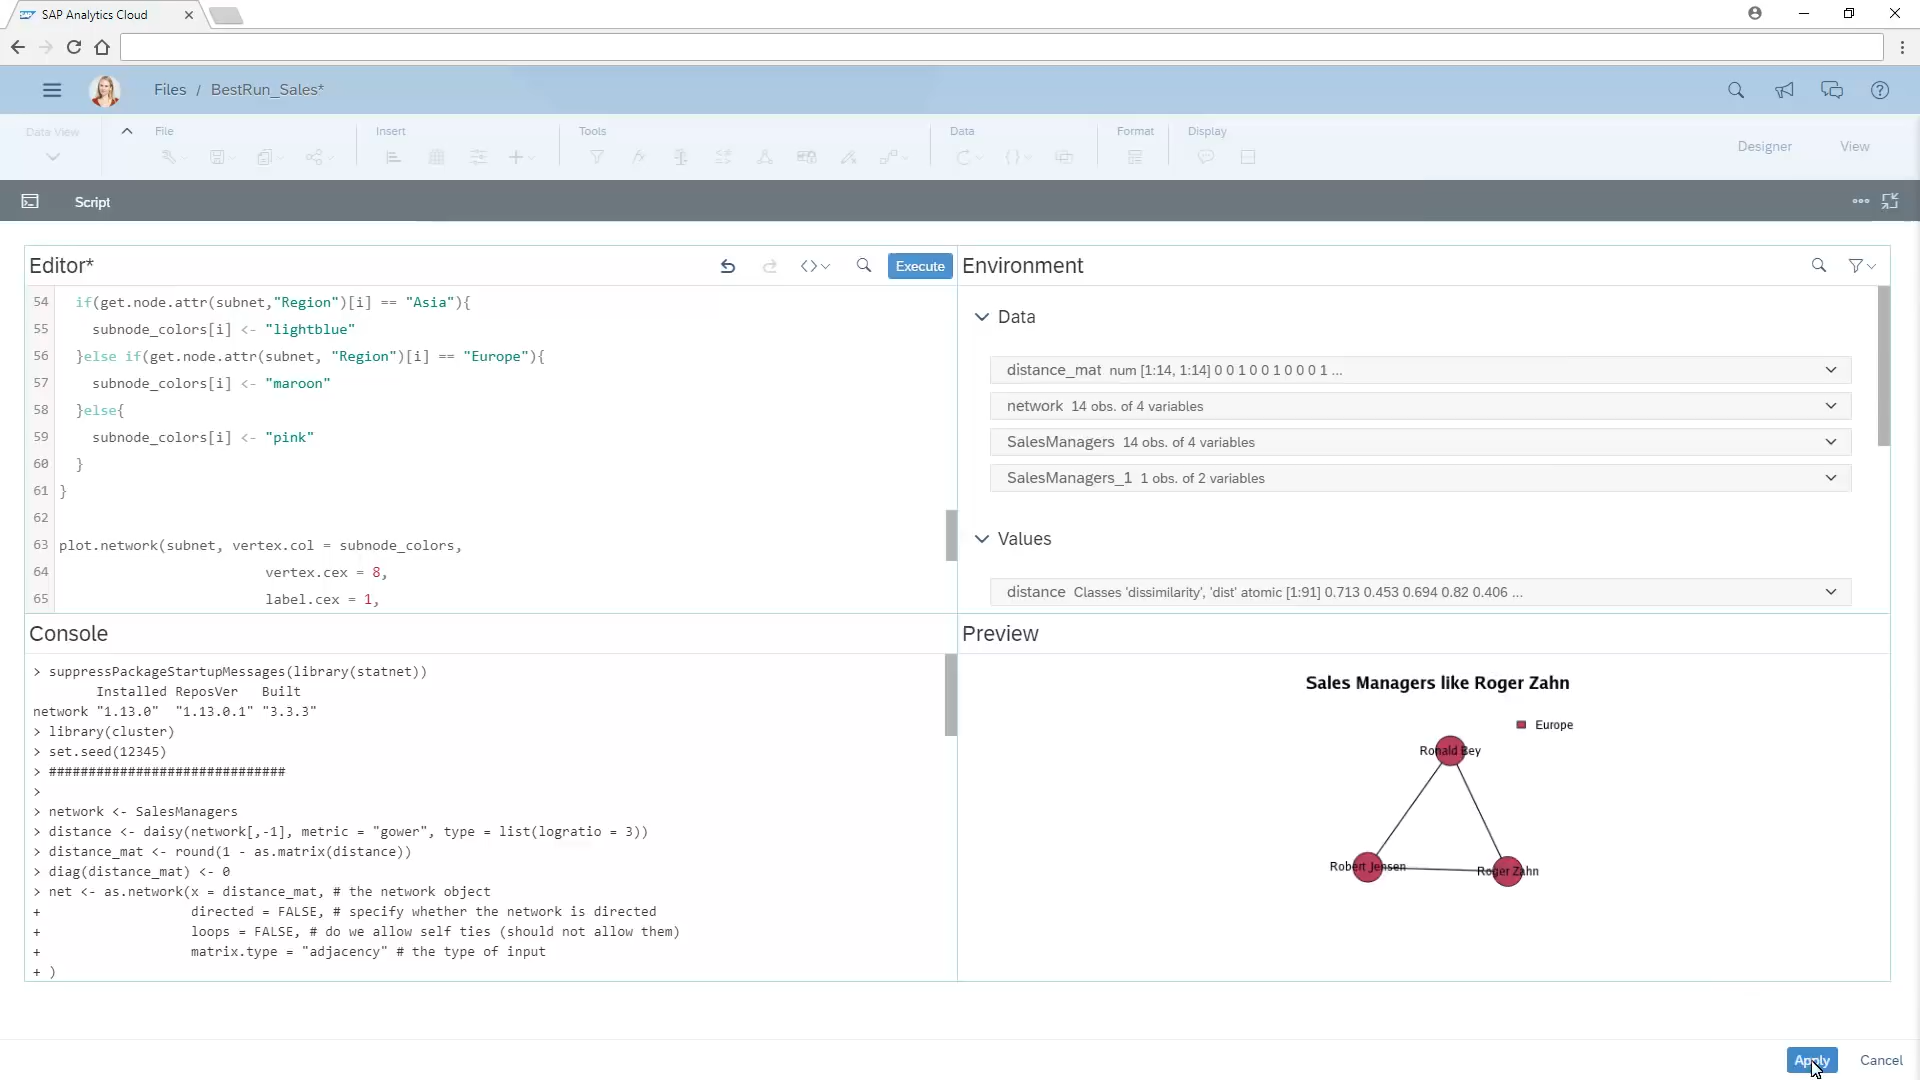 SAP Analytics Cloud
Files / BestRun_Sales*
Data View
File
Insert
Tools
Data
Format
Display
Designer
View
Script
Editor*
Execute
54 if(get.node.attr(subnet,"Region")[i] == "Asia"){
55 subnode_colors[i] <- "lightblue"
56 }else if(get.node.attr(subnet, "Region")[i] == "Europe"){
57 subnode_colors[i] <- "maroon"
58 }else{
59 subnode_colors[i] <- "pink"
60 }
61 }
62
63 plot.network(subnet, vertex.col = subnode_colors,
64 vertex.cex = 8,
65 label.cex = 1,
Environment
Data
distance_mat num [1:14, 1:14] 0 0 1 0 0 1 0 0 0 1 ...
network 14 obs. of 4 variables
SalesManagers 14 obs. of 4 variables
SalesManagers_1 1 obs. of 2 variables
Values
distance Classes 'dissimilarity', 'dist' atomic [1:91] 0.713 0.453 0.694 0.82 0.406 ...
Console
> suppressPackageStartupMessages(library(statnet))
Installed ReposVer Built
network "1.13.0" "1.13.0.1" "3.3.3"
> library(cluster)
> set.seed(12345)
> ##############################
>
> network <- SalesManagers
> distance <- daisy(network[,-1], metric = "gower", type = list(logratio = 3))
> distance_mat <- round(1 - as.matrix(distance))
> diag(distance_mat) <- 0
> net <- as.network(x = distance_mat, # the network object
+ directed = FALSE, # specify whether the network is directed
+ loops = FALSE, # do we allow self ties (should not allow them)
+ matrix.type = "adjacency" # the type of input
+ )
Preview
Sales Managers like Roger Zahn
Europe
Ronald Bey
Robert Jensen
Roger Zahn
Apply
Cancel